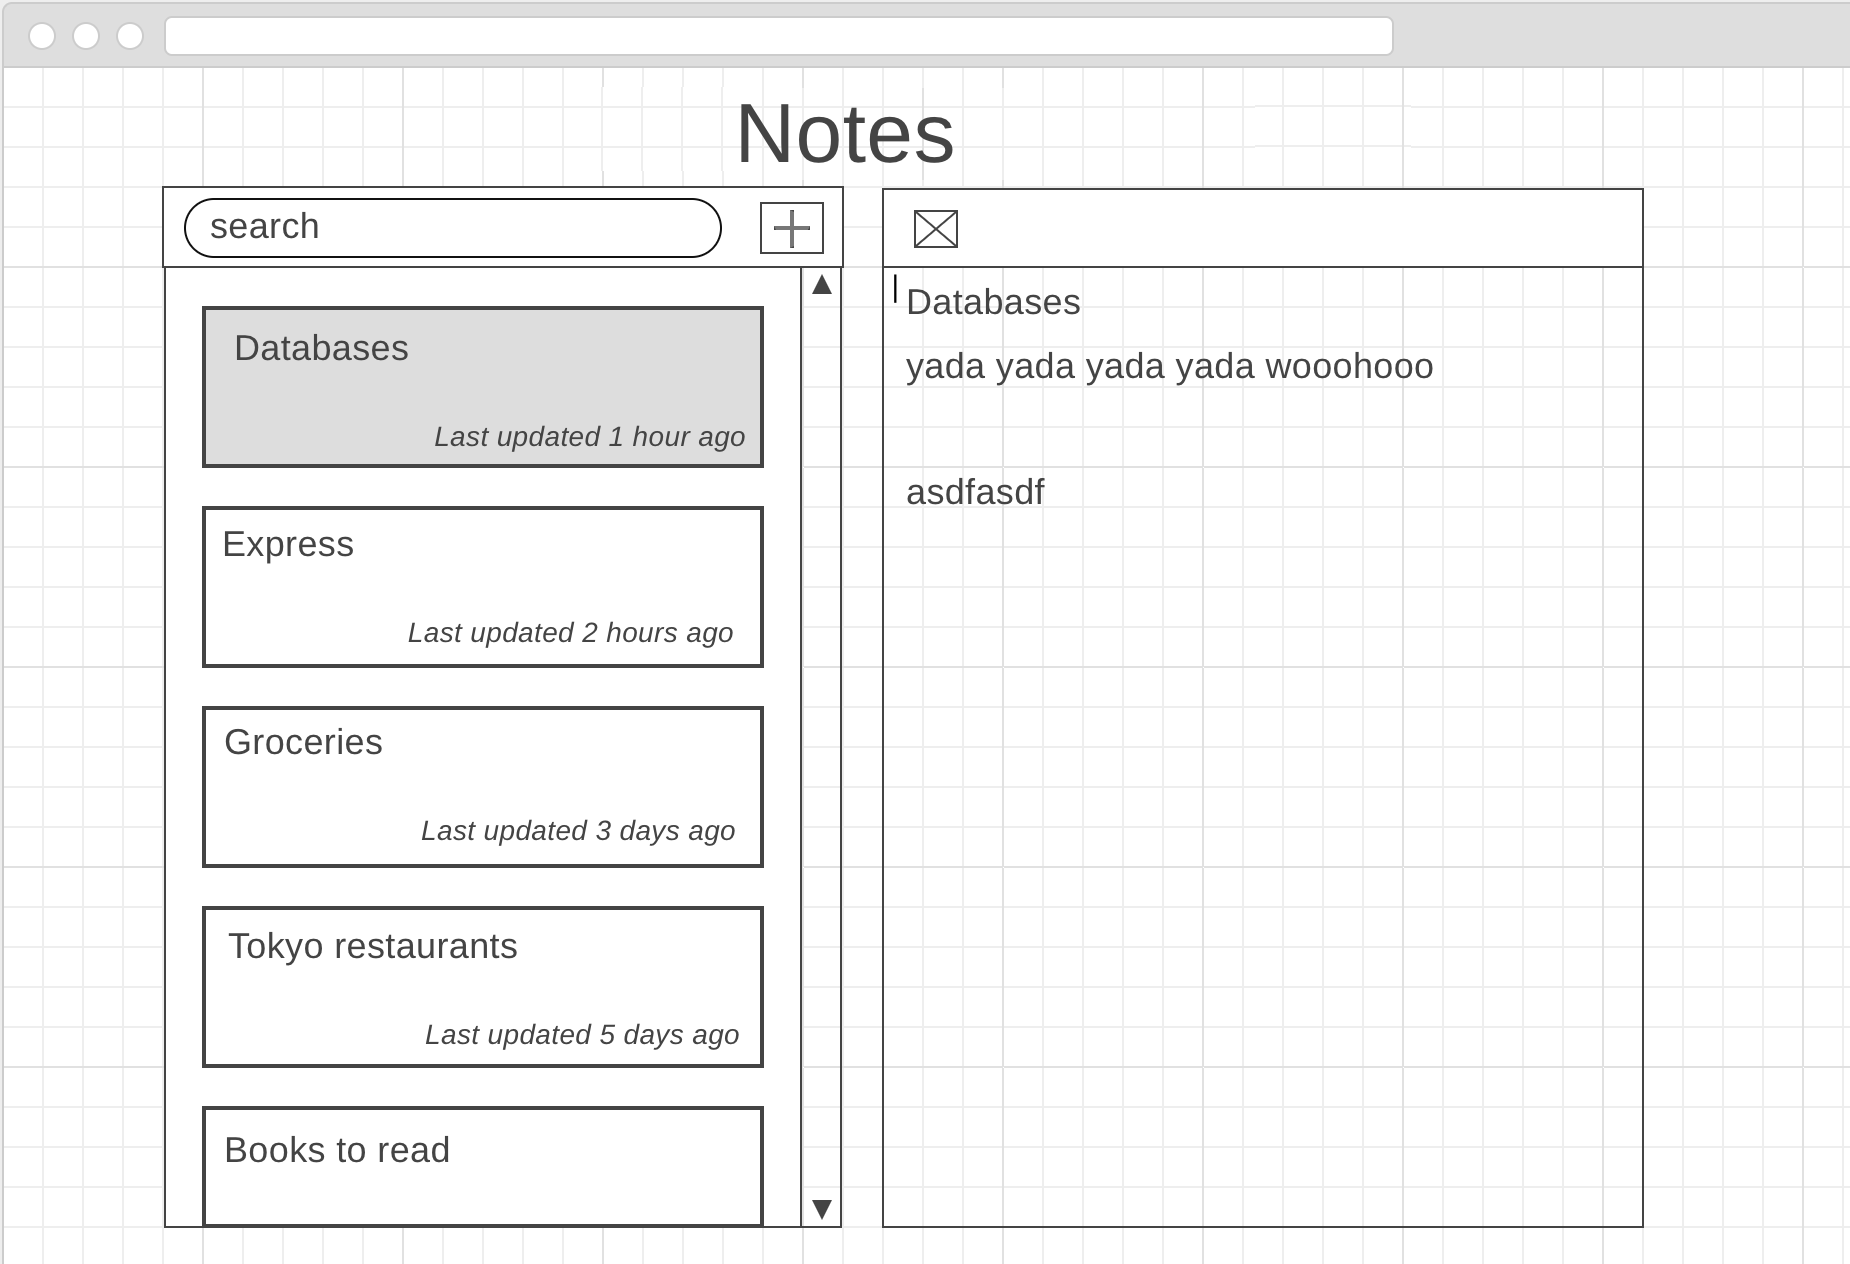 Notes
search
Databases
Last updated 1 hour ago
Express
Last updated 2 hours ago
Groceries
Last updated 3 days ago
Tokyo restaurants
Last updated 5 days ago
Books to read
Databases
yada yada yada yada wooohooo
asdfasdf